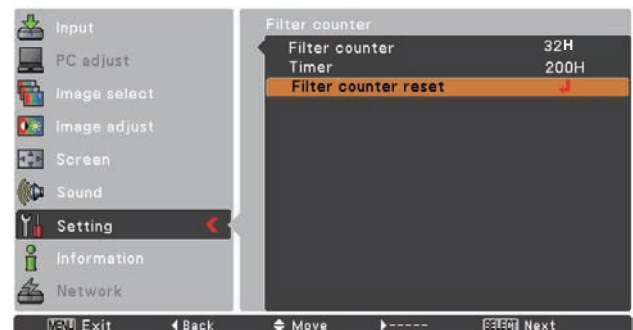 Input
PC adjust
Image select
Image adjust
Screen
Sound
Setting
Information
Network
Filter counter
Filter counter 32H
Timer 200H
Filter counter reset
MENU Exit Back Move ----- SELECT Next